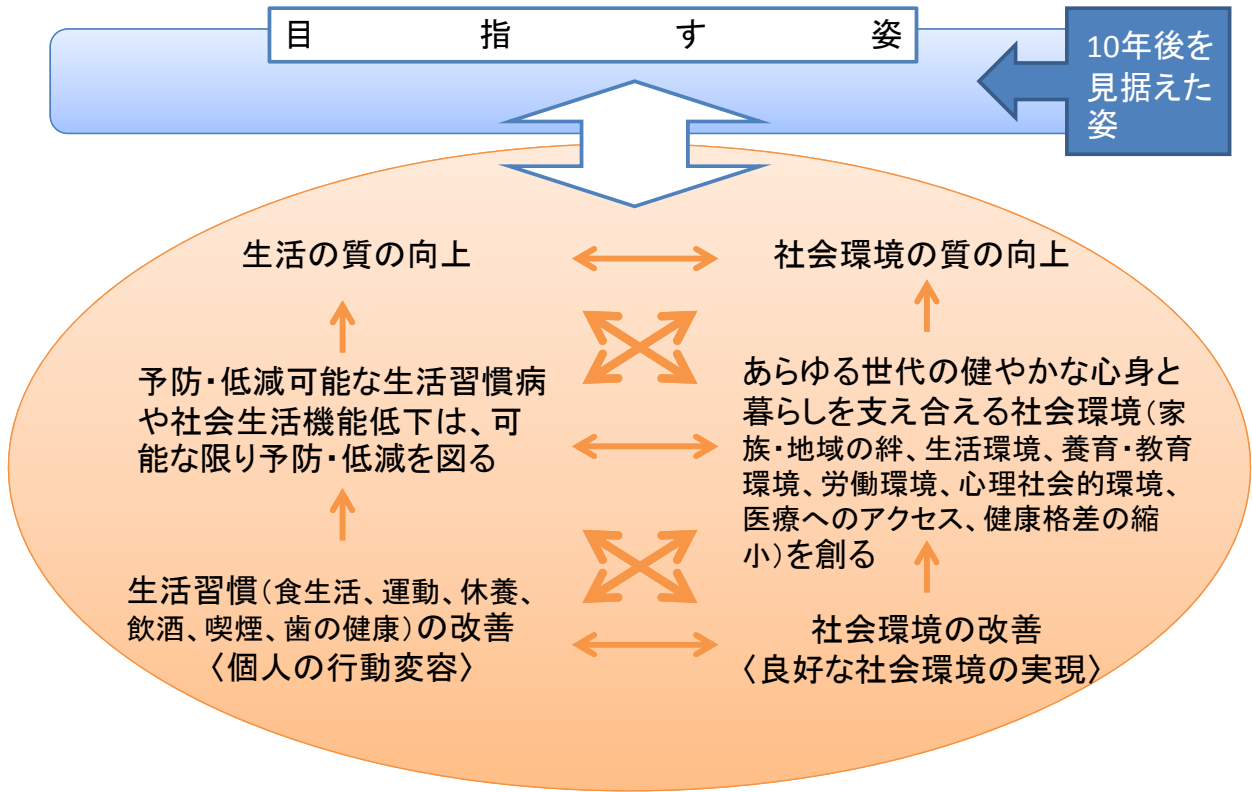 目指す姿
10年後を
見据えた
姿
生活の質の向上
社会環境の質の向上
予防・低減可能な生活習慣病
や社会生活機能低下は、可
能な限り予防・低減を図る
あらゆる世代の健やかな心身と
暮らしを支え合える社会環境（家
族・地域の絆、生活環境、養育・教育
環境、労働環境、心理社会的環境、
医療へのアクセス、健康格差の縮
小）を創る
生活習慣（食生活、運動、休養、
飲酒、喫煙、歯の健康）の改善
〈個人の行動変容〉
社会環境の改善
〈良好な社会環境の実現〉